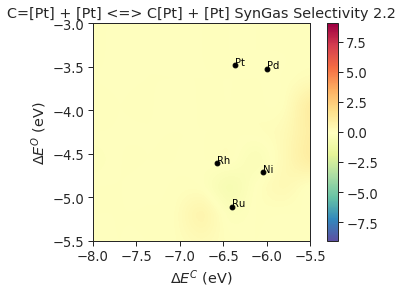 C=[Pt] + [Pt] <=> C[Pt] + [Pt] SynGas Selectivity 2.2
−3.0
−3.5
−4.0
−4.5
−5.0
−5.5
ΔE^O (eV)
Pt
Pd
Rh
Ni
Ru
−8.0 −7.5 −7.0 −6.5 −6.0 −5.5
ΔE^C (eV)
7.5
5.0
2.5
0.0
−2.5
−5.0
−7.5